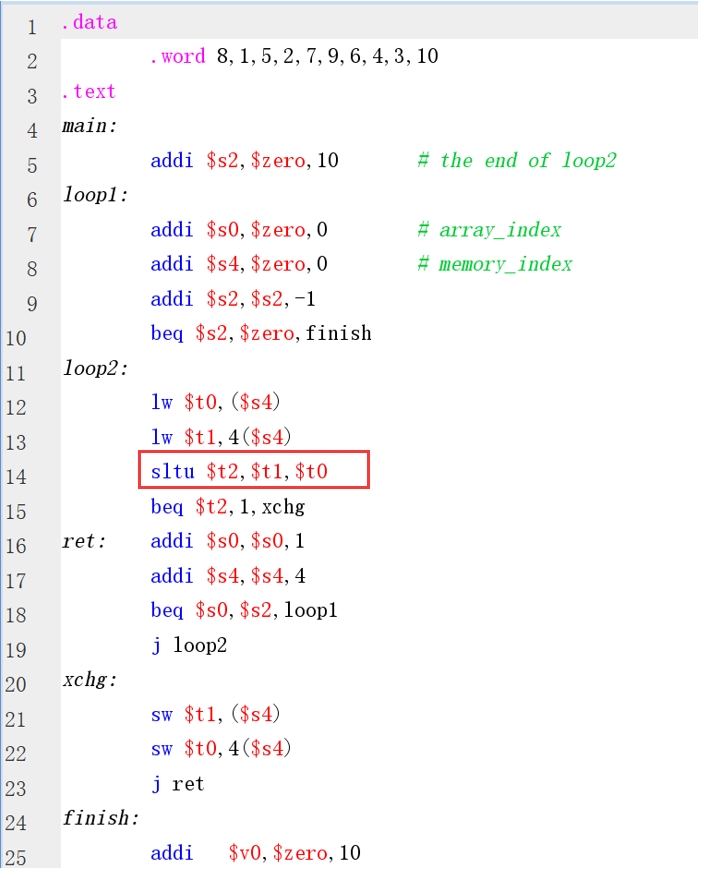 1 .data
2 .word 8,1,5,2,7,9,6,4,3,10
3 .text
4 main:
5 addi $s2,$zero,10 # the end of loop2
6 loop1:
7 addi $s0,$zero,0 # array_index
8 addi $s4,$zero,0 # memory_index
9 addi $s2,$s2,-1
10 beq $s2,$zero,finish
11 loop2:
12 lw $t0,($s4)
13 lw $t1,4($s4)
14 sltu $t2,$t1,$t0
15 beq $t2,1,xchg
16 ret: addi $s0,$s0,1
17 addi $s4,$s4,4
18 beq $s0,$s2,loop1
19 j loop2
20 xchg:
21 sw $t1,($s4)
22 sw $t0,4($s4)
23 j ret
24 finish:
25 addi $v0,$zero,10